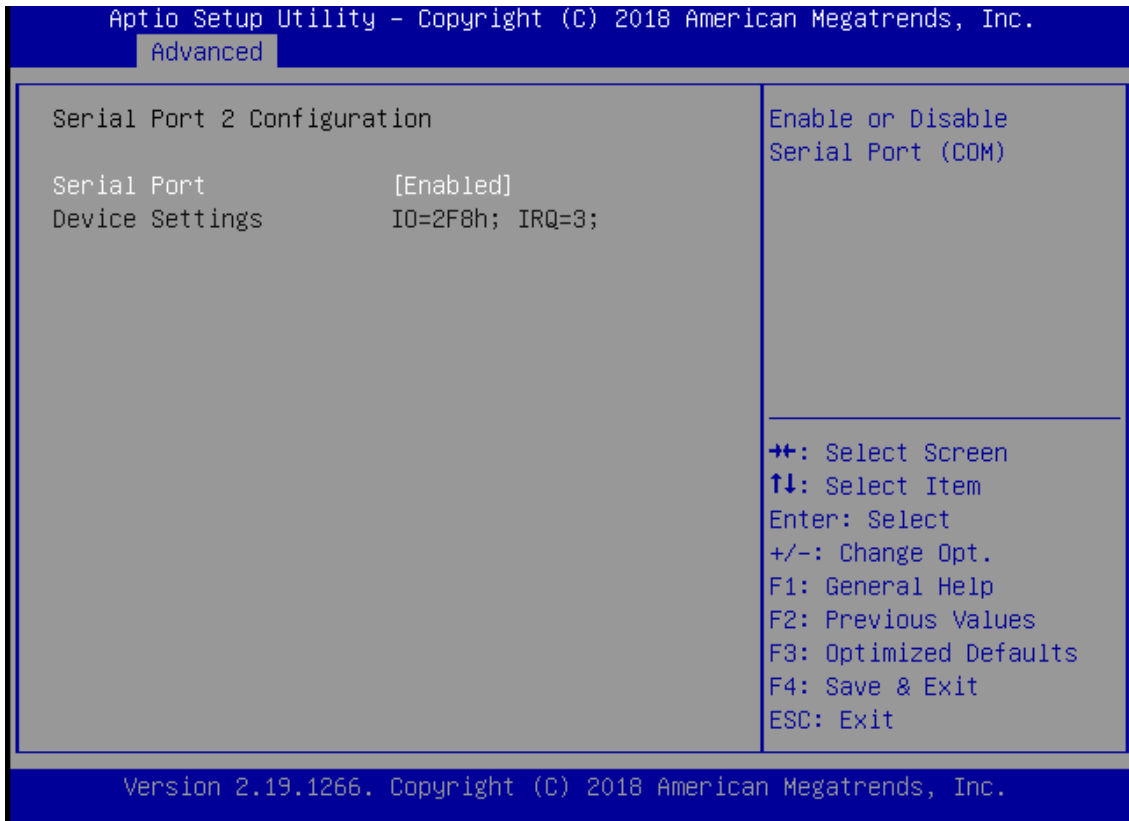 Aptio Setup Utility – Copyright (C) 2018 American Megatrends, Inc.
Advanced
Serial Port 2 Configuration
Serial Port [Enabled]
Device Settings IO=2F8h; IRQ=3;
Enable or Disable
Serial Port (COM)
→←: Select Screen
↑↓: Select Item
Enter: Select
+/-: Change Opt.
F1: General Help
F2: Previous Values
F3: Optimized Defaults
F4: Save & Exit
ESC: Exit
Version 2.19.1266. Copyright (C) 2018 American Megatrends, Inc.